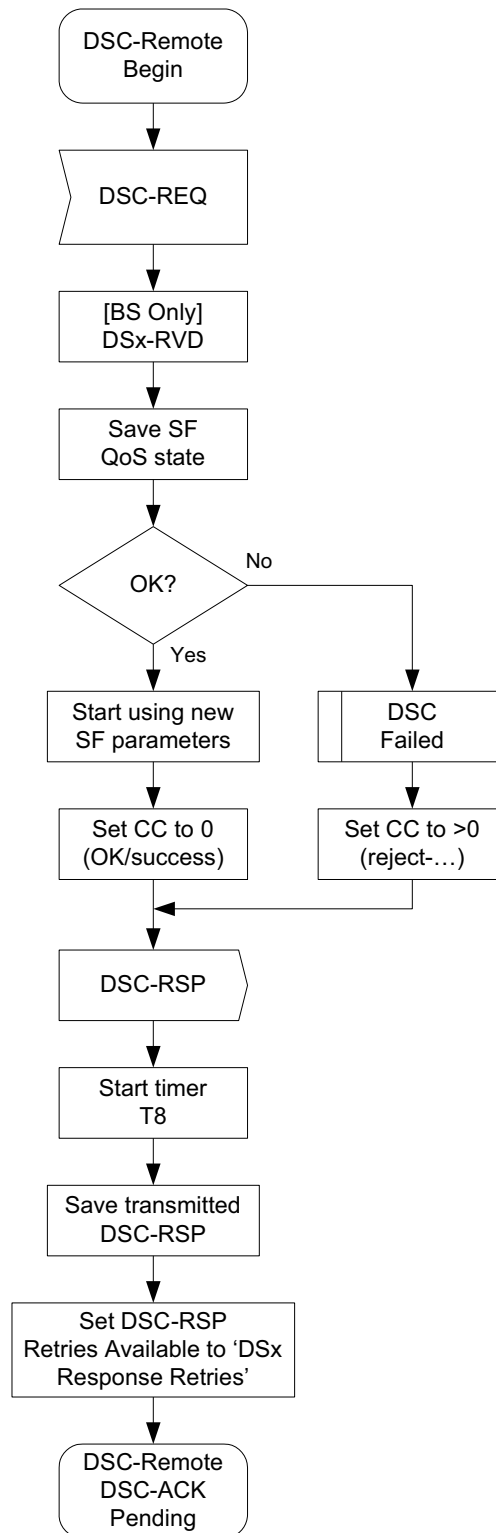 DSC-Remote
Begin
DSC-REQ
[BS Only]
DSx-RVD
Save SF
QoS state
OK?
No
Yes
Start using new
SF parameters
DSC
Failed
Set CC to 0
(OK/success)
Set CC to >0
(reject-…)
DSC-RSP
Start timer
T8
Save transmitted
DSC-RSP
Set DSC-RSP
Retries Available to ‘DSx
Response Retries’
DSC-Remote
DSC-ACK
Pending